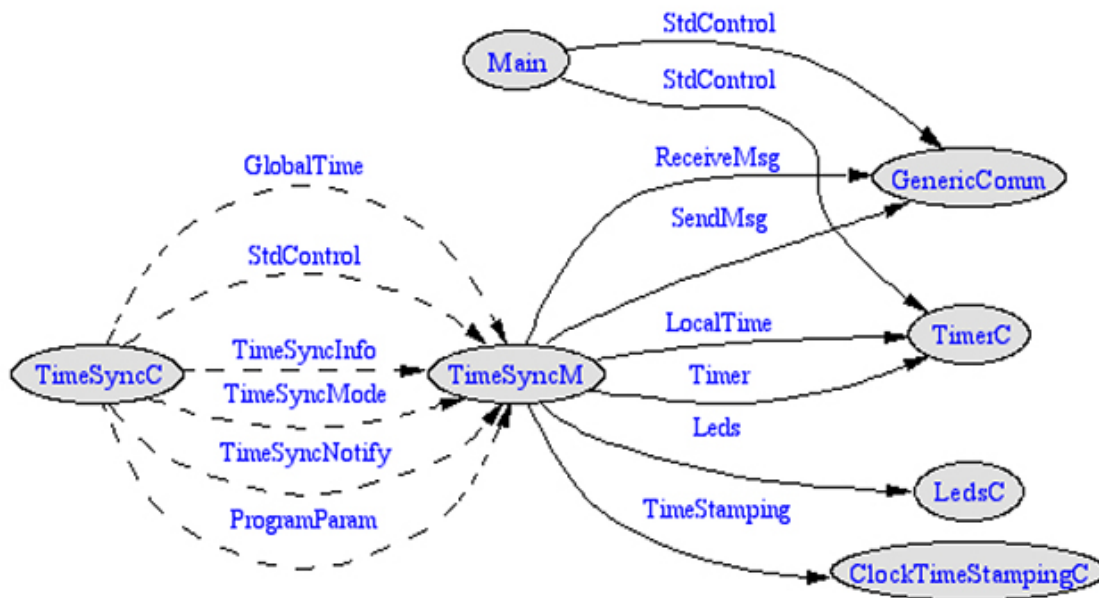 StdControl
Main
StdControl
GlobalTime
ReceiveMsg
GenericComm
SendMsg
StdControl
LocalTime
TimerC
TimeSyncInfo
TimeSyncC
TimeSyncM
Timer
TimeSyncMode
Leds
TimeSyncNotify
LedsC
TimeStamping
ProgramParam
ClockTimeStampingC